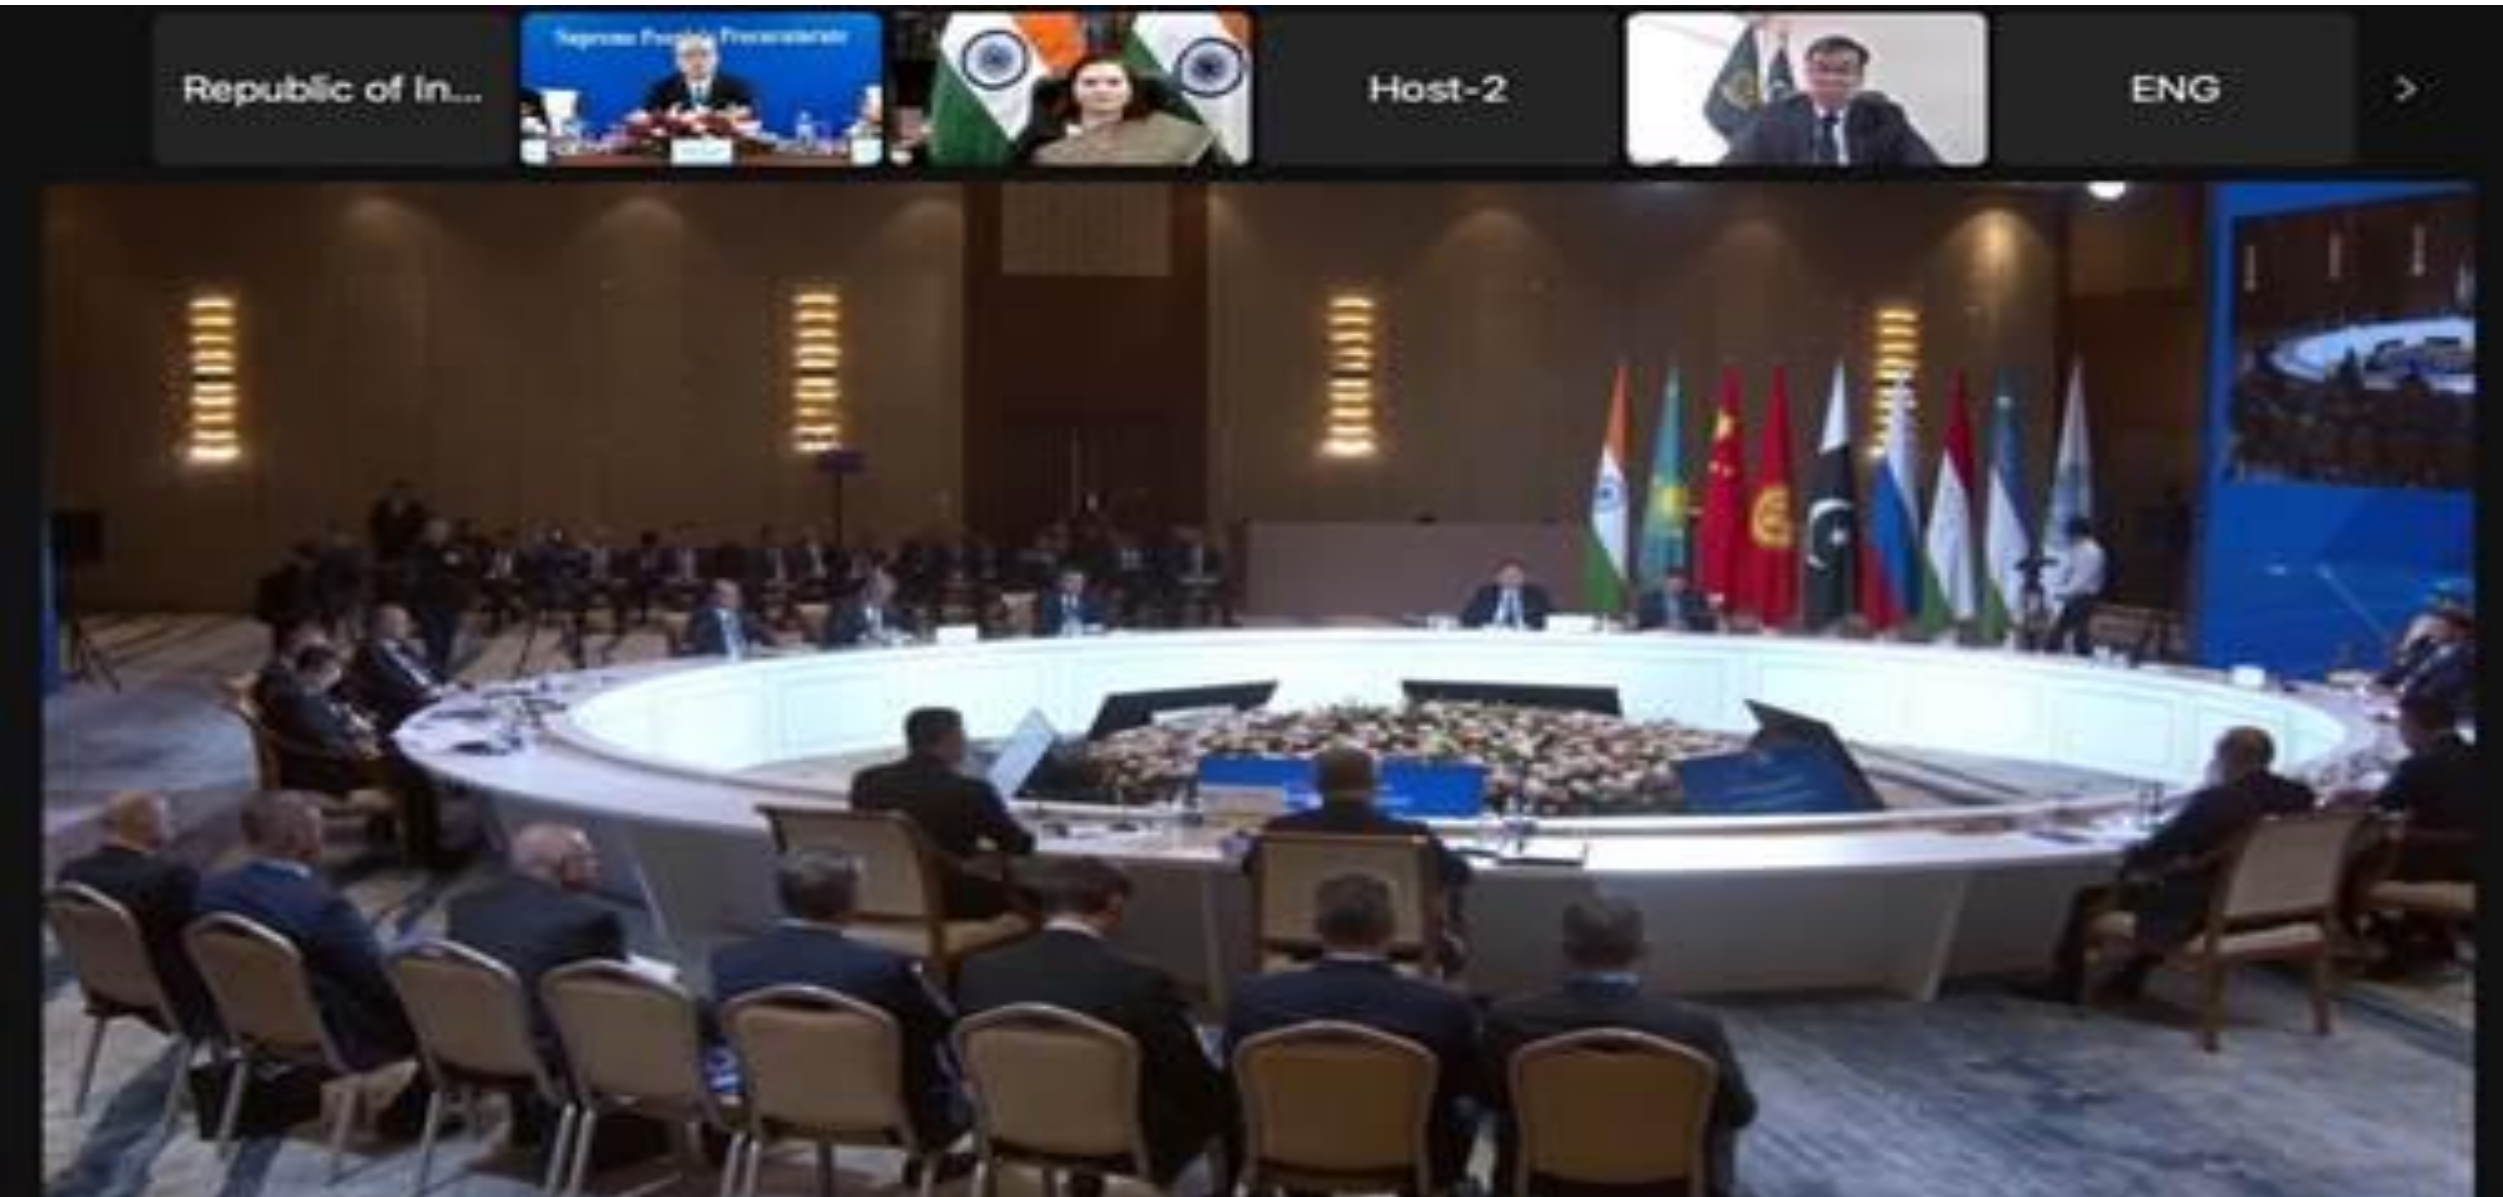 Republic of In...
Supreme People's Procuratorate
Host-2
ENG